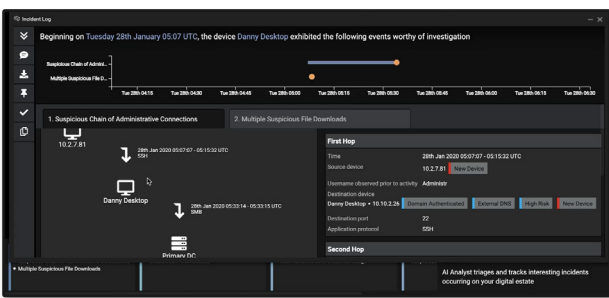 Incident Log
Beginning on Tuesday 28th January 05:07 UTC, the device Danny Desktop exhibited the following events worthy of investigation
Suspicious Chain of Admini...
Multiple Suspicious File D...
Tue 28th 04:15 Tue 28th 04:30 Tue 28th 04:45 Tue 28th 05:00 Tue 28th 05:15 Tue 28th 05:30 Tue 28th 05:45 Tue 28th 06:00 Tue 28th 06:15 Tue 28th 06:30
1. Suspicious Chain of Administrative Connections
2. Multiple Suspicious File Downloads
10.2.7.81
28th Jan 2020 05:07:07 - 05:15:32 UTC
SSH
Danny Desktop
28th Jan 2020 05:33:14 - 05:33:15 UTC
SMB
Primary DC
First Hop
Time 28th Jan 2020 05:07:07 - 05:15:32 UTC
Source device 10.2.7.81 New Device
Username observed prior to activity Administr
Destination device
Danny Desktop • 10.10.2.26 Domain Authenticated External DNS High Risk New Device
Destination port 22
Application protocol SSH
Second Hop
• Multiple Suspicious File Downloads
AI Analyst triages and tracks interesting incidents
occurring on your digital estate